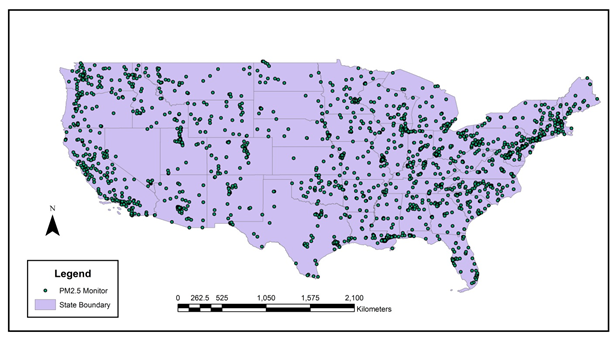 N
Legend
PM2.5 Monitor
State Boundary
0 262.5 525 1,050 1,575 2,100
Kilometers